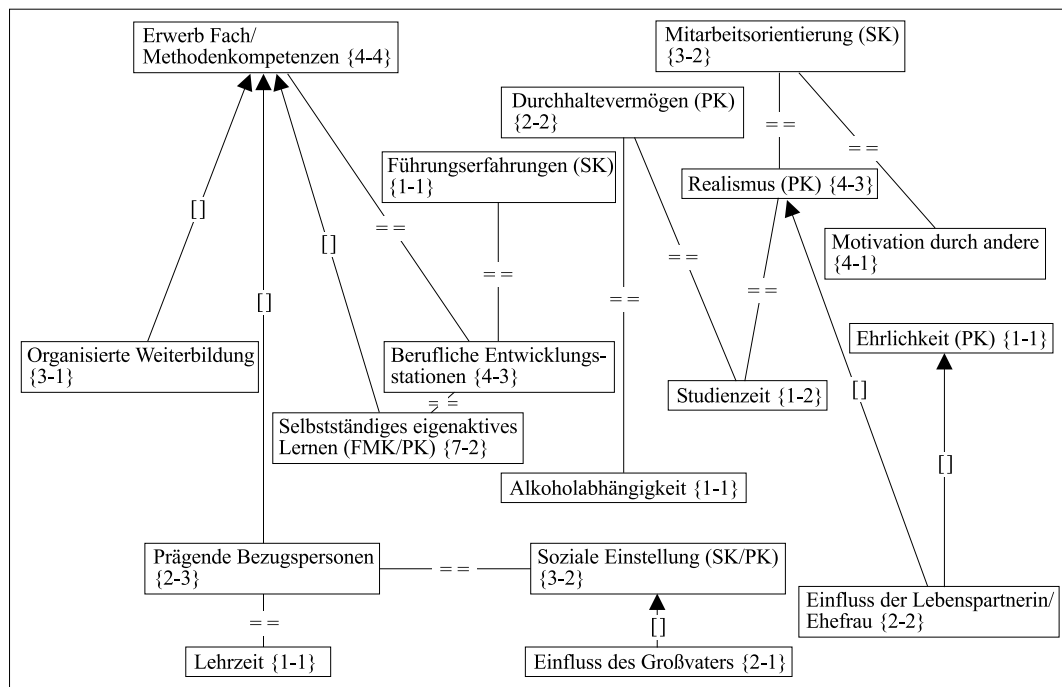 Erwerb Fach/
Methodenkompetenzen {4-4}
Mitarbeitsorientierung (SK)
{3-2}
Durchhaltevermögen (PK)
{2-2}
= =
= =
Führungserfahrungen (SK)
{1-1}
Realismus (PK) {4-3}
[]
= =
[]
Motivation durch andere
{4-1}
= =
= =
= =
= =
[]
Organisierte Weiterbildung
{3-1}
Berufliche Entwicklungs-
stationen {4-3}
Ehrlichkeit (PK) {1-1}
Studienzeit {1-2}
[]
= =
Selbstständiges eigenaktives
Lernen (FMK/PK) {7-2}
[]
Alkoholabhängigkeit {1-1}
Prägende Bezugspersonen
{2-3}
= =
Soziale Einstellung (SK/PK)
{3-2}
Einfluss der Lebenspartnerin/
Ehefrau {2-2}
= =
[]
Lehrzeit {1-1}
Einfluss des Großvaters {2-1}